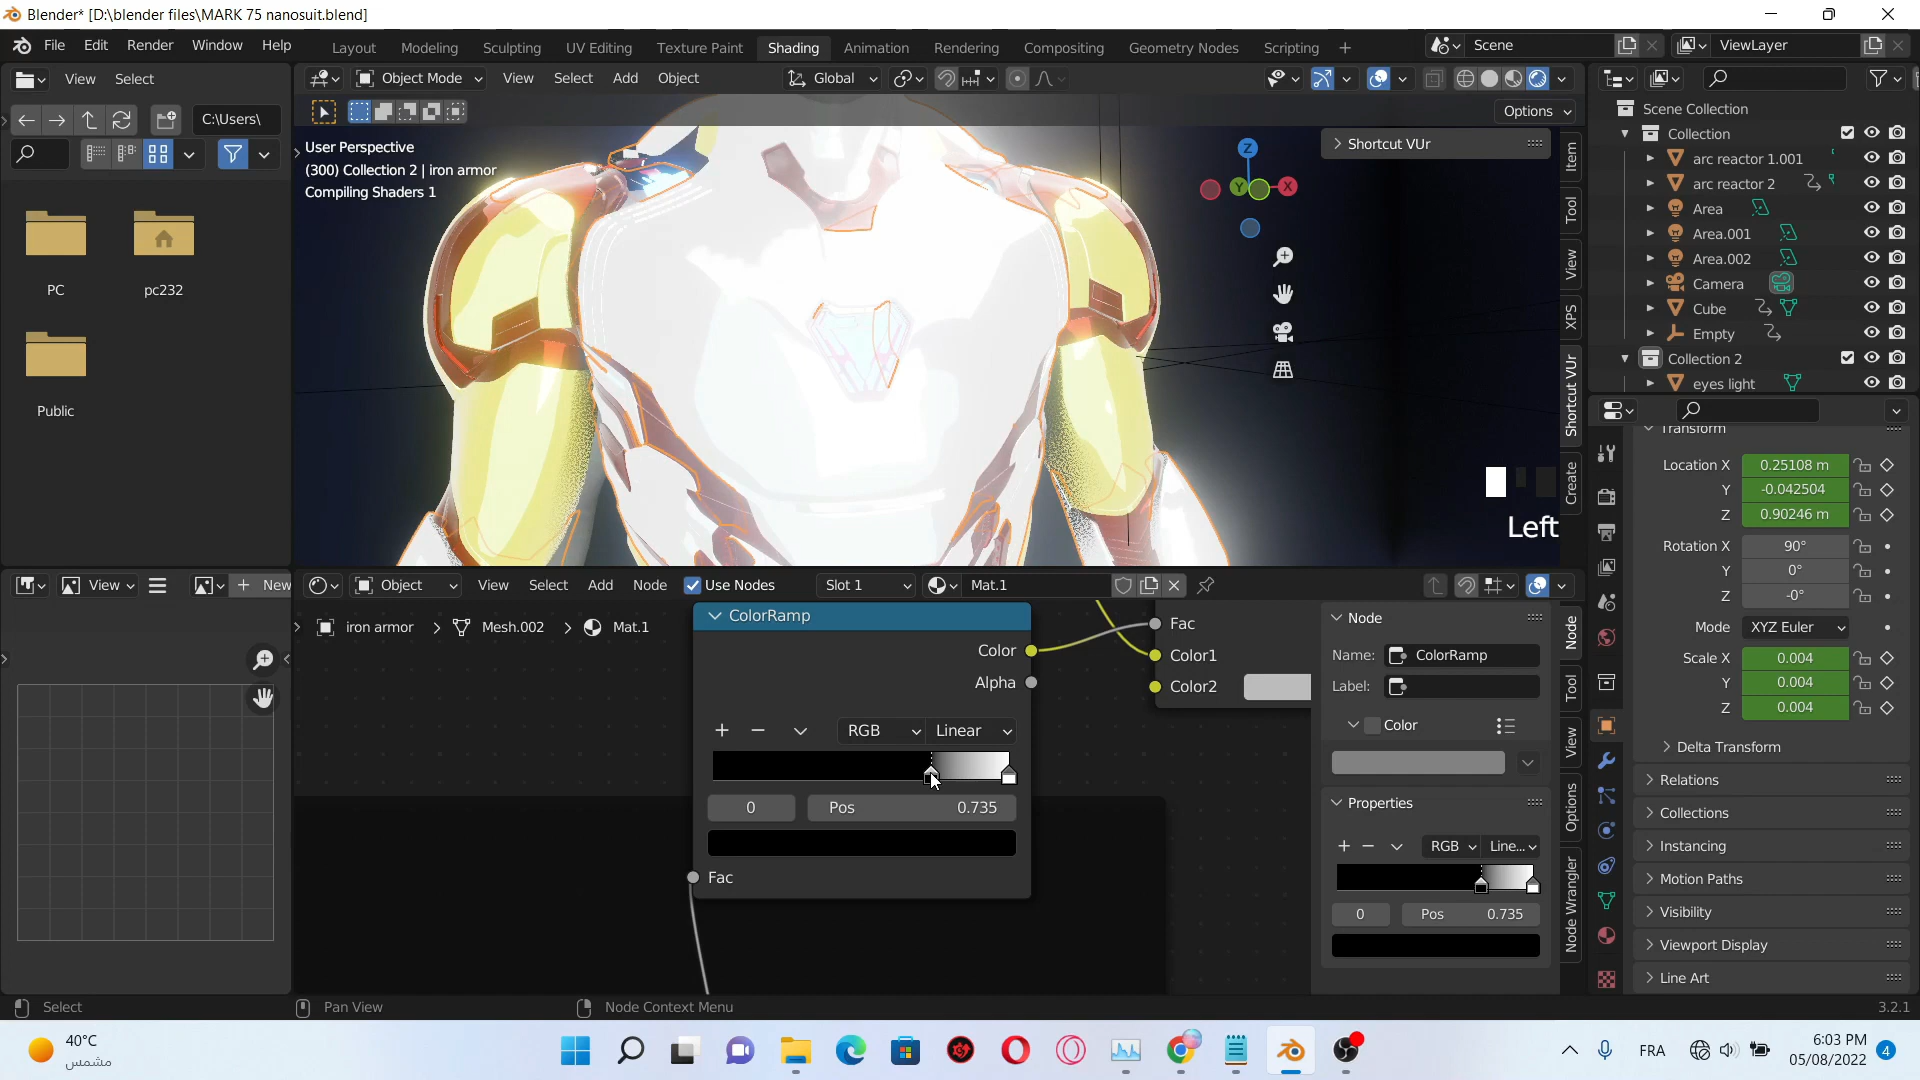 Blender* [D:\blender files\MARK 75 nanosuit.blend]
File Edit Render Window Help Layout Modeling Sculpting UV Editing Texture Paint Shading Animation Rendering Compositing Geometry Nodes Scripting + Scene ViewLayer
View Select
Object Mode View Select Add Object Global
C:\Users\
PC
pc232
Public
Options
User Perspective
(300) Collection 2 | iron armor
Compiling Shaders 1
Shortcut VUr
Z
Y
X
Left
Item
Tool
View
XPS
Shortcut VUr
Create
Scene Collection
Collection
arc reactor 1.001
arc reactor 2
Area
Area.001
Area.002
Camera
Cube
Empty
Collection 2
eyes light
Transform
Location X 0.25108 m
Y -0.042504
Z 0.90246 m
Rotation X 90°
Y 0°
Z -0°
Mode XYZ Euler
Scale X 0.004
Y 0.004
Z 0.004
Delta Transform
Relations
Collections
Instancing
Motion Paths
Visibility
Viewport Display
Line Art
View + New
Object View Select Add Node Use Nodes Slot 1 Mat.1
iron armor Mesh.002 Mat.1
ColorRamp
Color
Alpha
RGB Linear
0 Pos 0.735
Fac
Fac
Color1
Color2
Node
Name: ColorRamp
Label:
Color
Properties
RGB Line...
0 Pos 0.735
Node
Tool
View
Options
Node Wrangler
Select Pan View Node Context Menu 3.2.1
40°C
مشمس
FRA
6:03 PM
05/08/2022
4